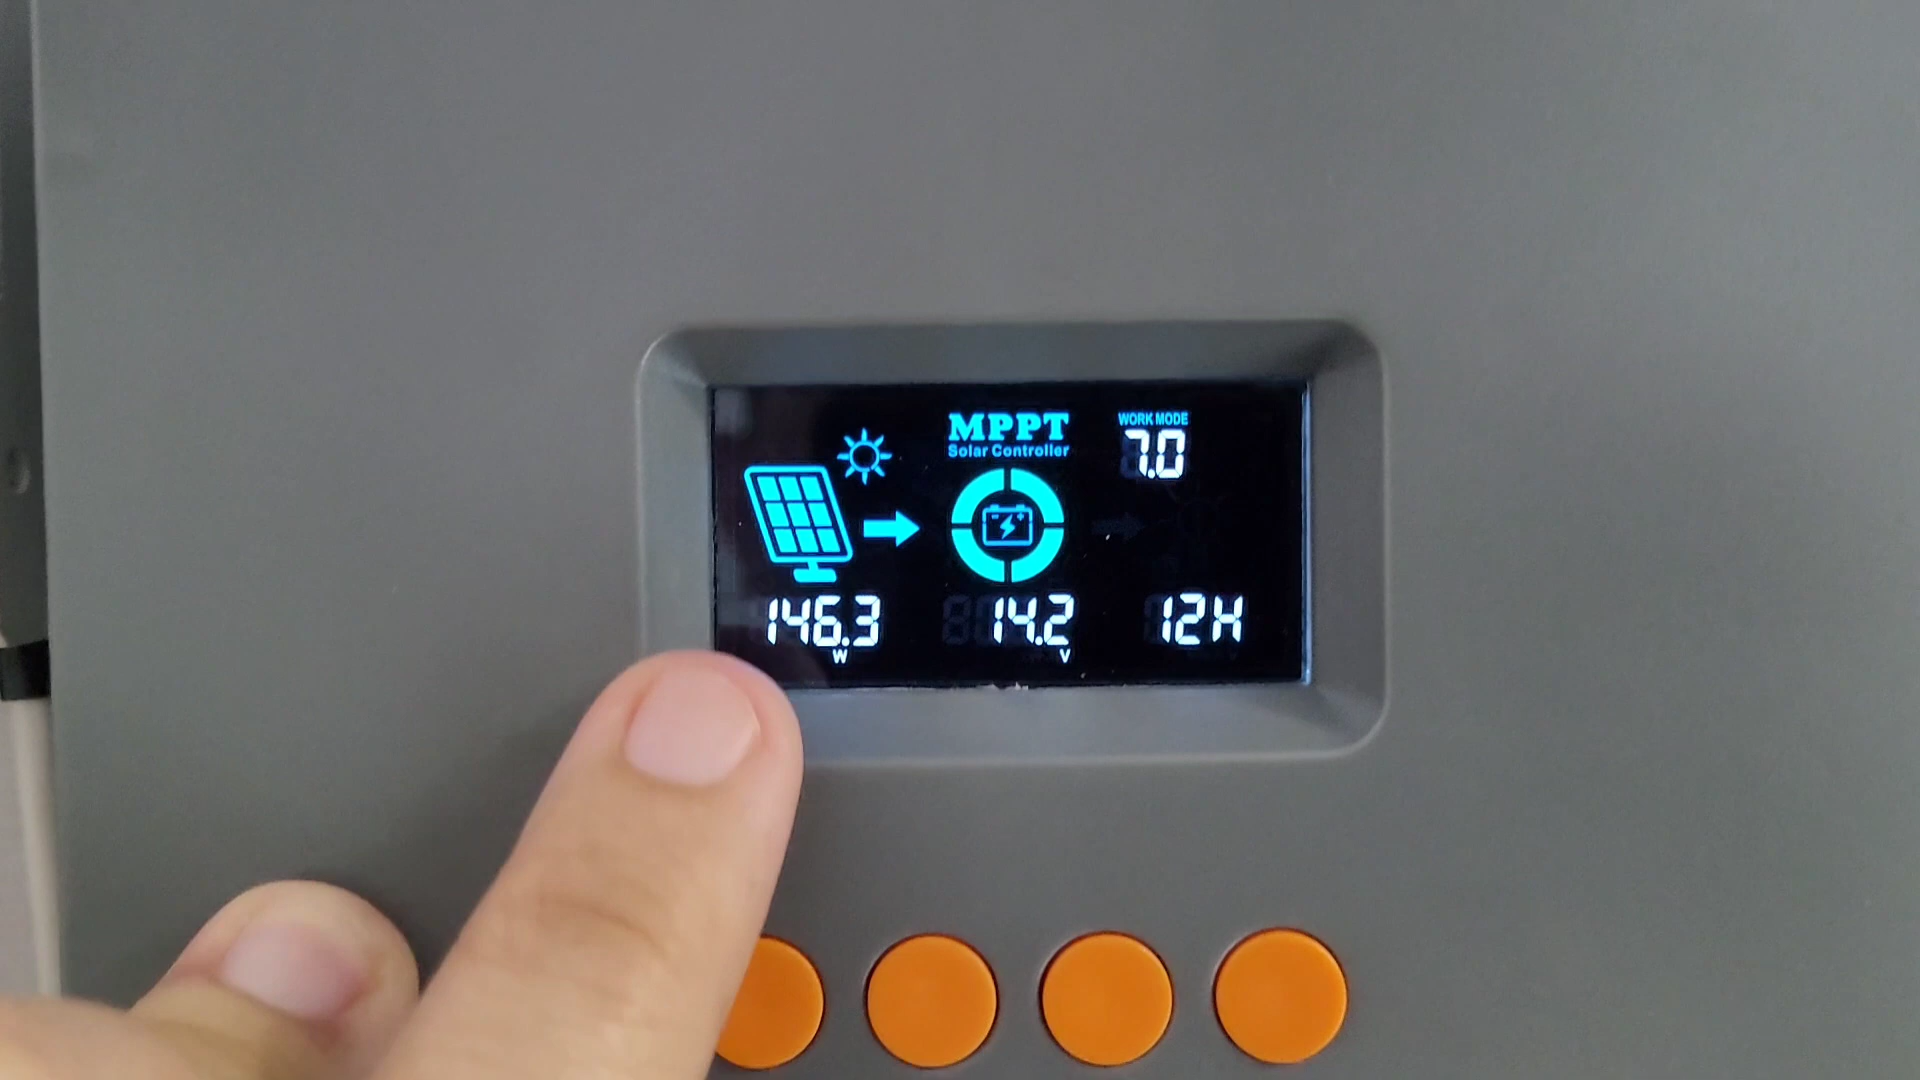 MPPT
Solar Controller
WORK MODE
7.0
146.3
W
14.2
V
12H